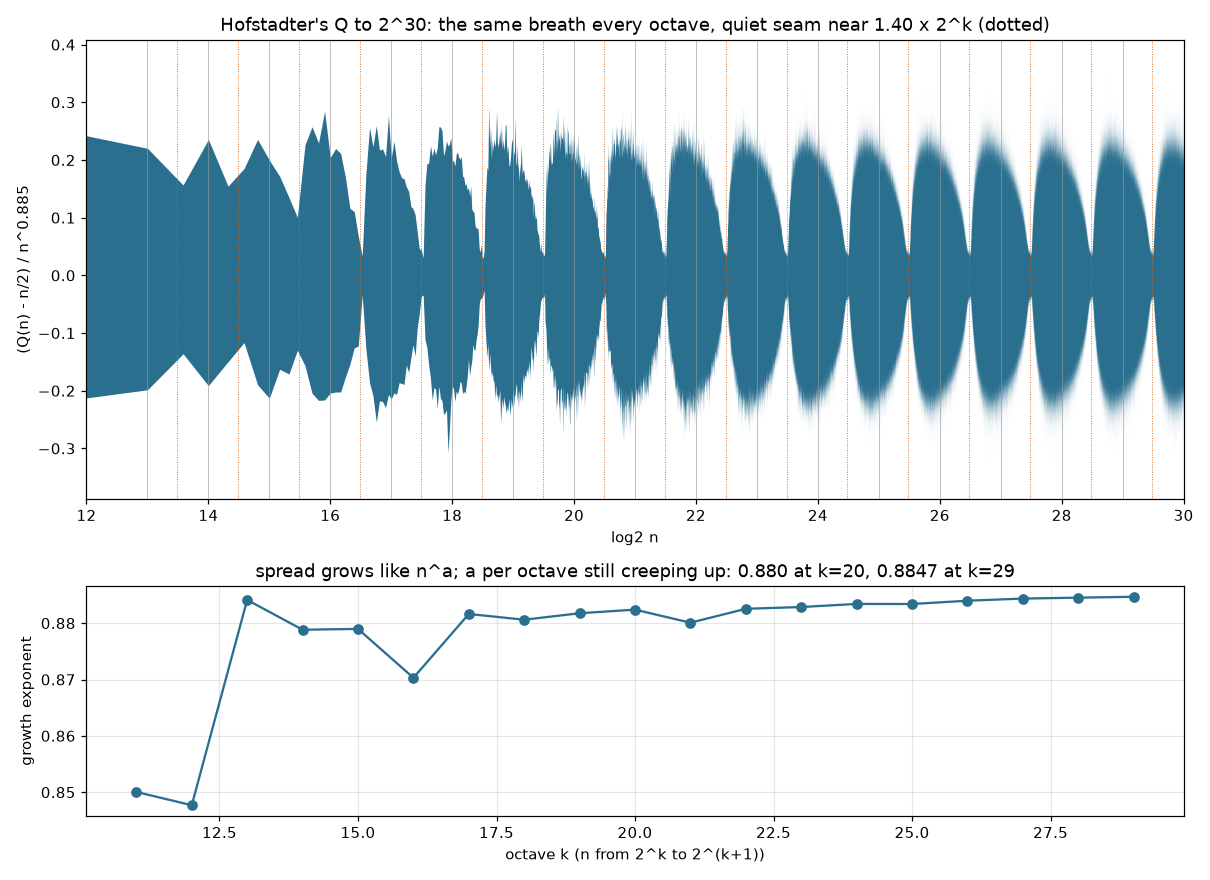 Hofstadter's Q to 2^30: the same breath every octave, quiet seam near 1.40 x 2^k (dotted)
0.4
0.3
0.2
0.1
0.0
−0.1
−0.2
−0.3
(Q(n) - n/2) / n^0.885
12 14 16 18 20 22 24 26 28 30
log2 n
spread grows like n^a; a per octave still creeping up: 0.880 at k=20, 0.8847 at k=29
0.88
0.87
0.86
0.85
growth exponent
12.5 15.0 17.5 20.0 22.5 25.0 27.5
octave k (n from 2^k to 2^(k+1))